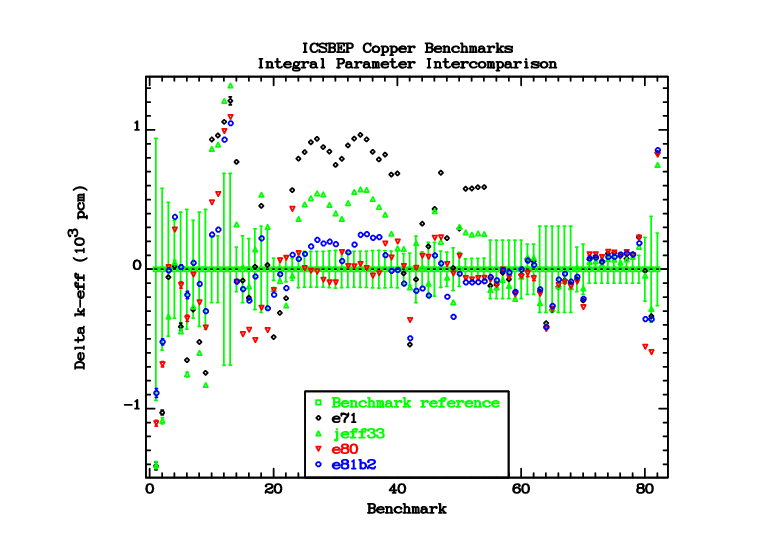 ICSBEP Copper Benchmarks
Integral Parameter Intercomparison
1
0
-1
Delta k-eff (10³ pcm)
Benchmark reference
e71
jeff33
e80
e81b2
0 20 40 60 80
Benchmark